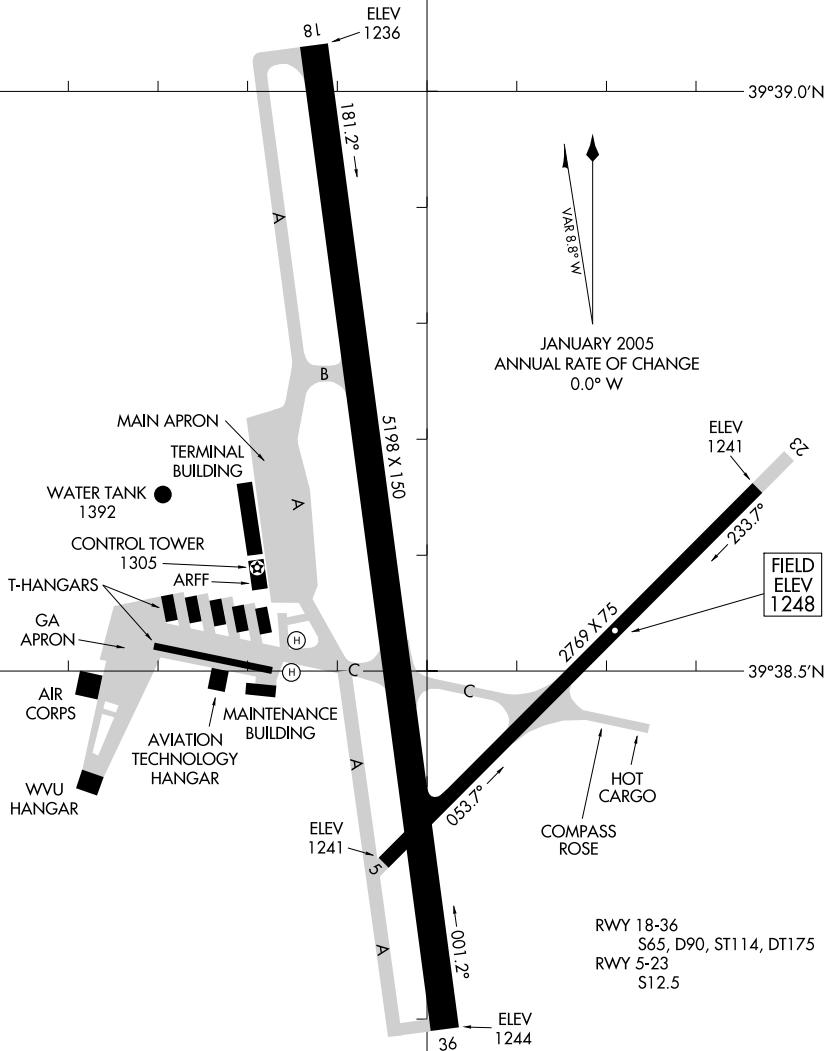 ELEV
1236
18
39°39.0'N
181.2°
A
VAR 8.8° W
JANUARY 2005
ANNUAL RATE OF CHANGE
0.0° W
B
MAIN APRON
5198 X 150
ELEV
1241
23
TERMINAL
BUILDING
WATER TANK
1392
A
233.7°
CONTROL TOWER
1305
ARFF
FIELD
ELEV
1248
T-HANGARS
GA
APRON
2769 X 75
H
H
C
39°38.5'N
C
AIR
CORPS
MAINTENANCE
BUILDING
AVIATION
TECHNOLOGY
HANGAR
A
WVU
HANGAR
HOT
CARGO
053.7°
COMPASS
ROSE
ELEV
1241
5
RWY 18-36
S65, D90, ST114, DT175
RWY 5-23
S12.5
A
001.2°
ELEV
1244
36